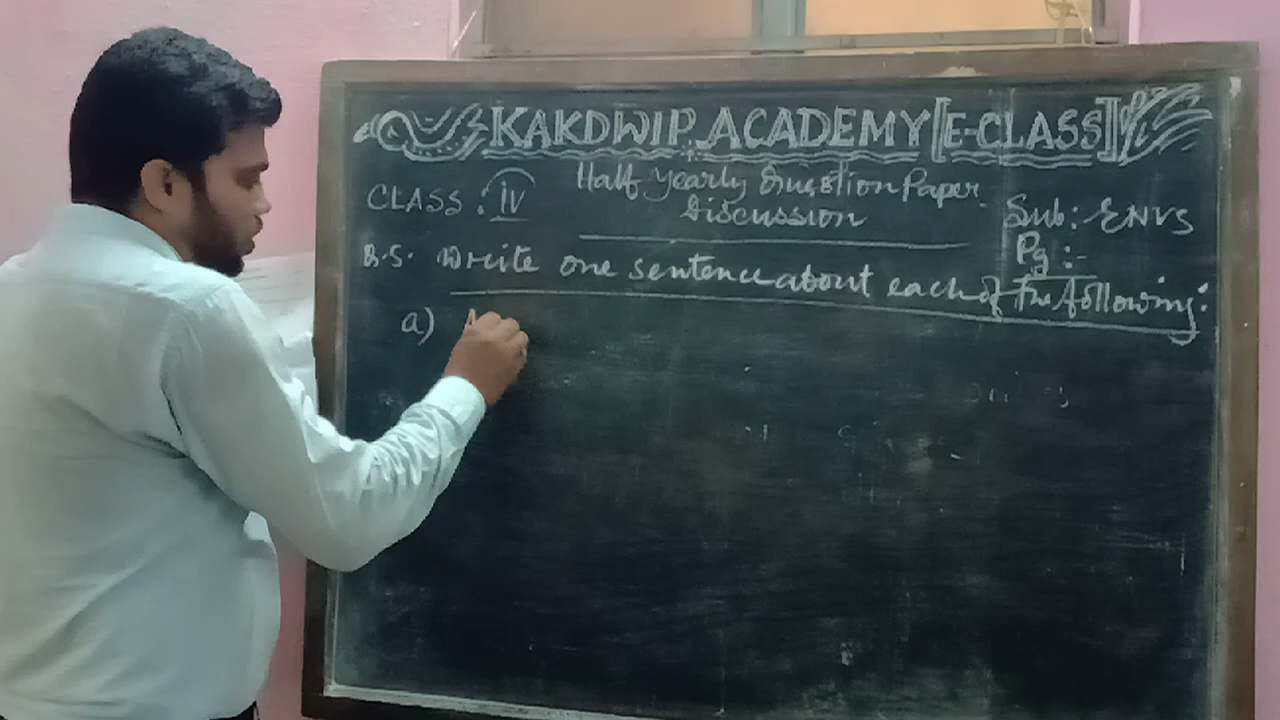 KAKDWIP ACADEMY [E-CLASS]
Half Yearly Question Paper
Discussion
CLASS : IV
Sub: ENVS
Pg :-
B.S. Write one sentence about each of the following:
a)